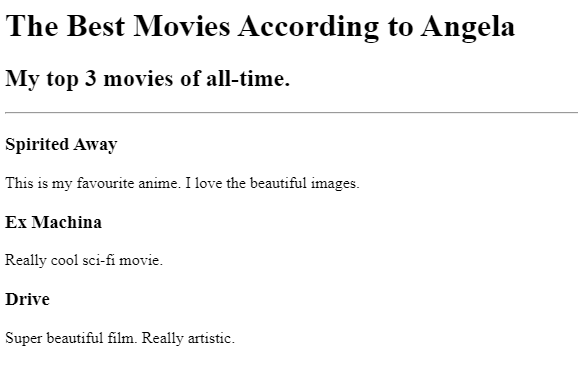 The Best Movies According to Angela
My top 3 movies of all-time.
Spirited Away
This is my favourite anime. I love the beautiful images.
Ex Machina
Really cool sci-fi movie.
Drive
Super beautiful film. Really artistic.